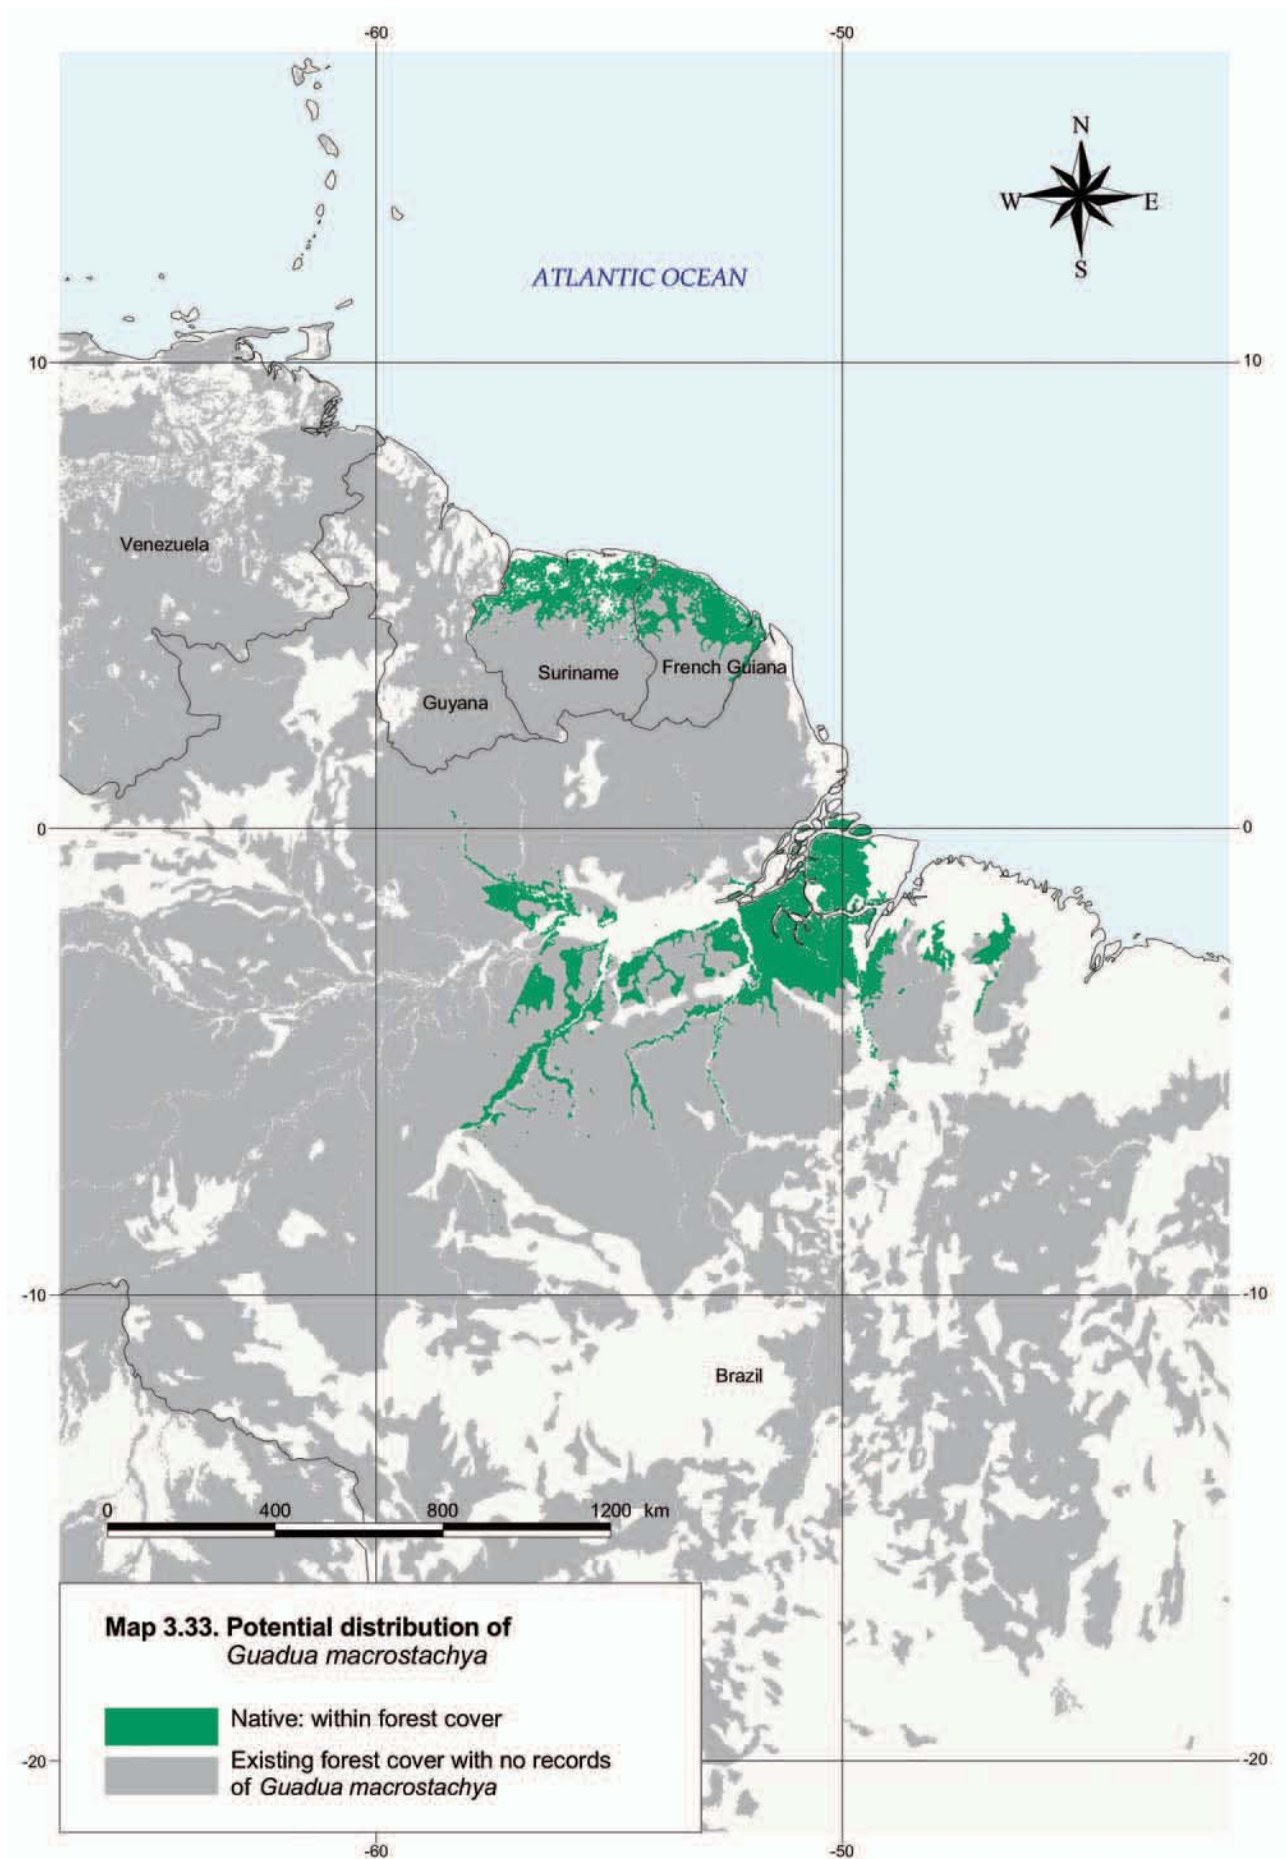 -60 -50
N
W E
S
ATLANTIC OCEAN
10 10
Venezuela
Suriname
French Guiana
Guyana
0 0
-10 -10
Brazil
0 400 800 1200 km
Map 3.33. Potential distribution of
Guadua macrostachya
Native: within forest cover
Existing forest cover with no records
of Guadua macrostachya
-20 -20
-60 -50